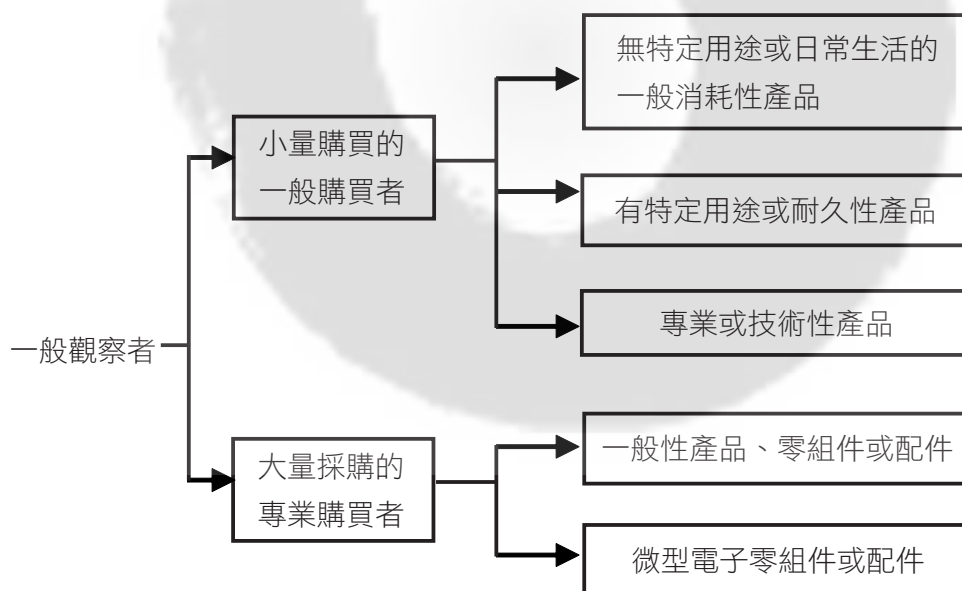 一般觀察者
小量購買的
一般購買者
無特定用途或日常生活的
一般消耗性產品
有特定用途或耐久性產品
專業或技術性產品
大量採購的
專業購買者
一般性產品、零組件或配件
微型電子零組件或配件